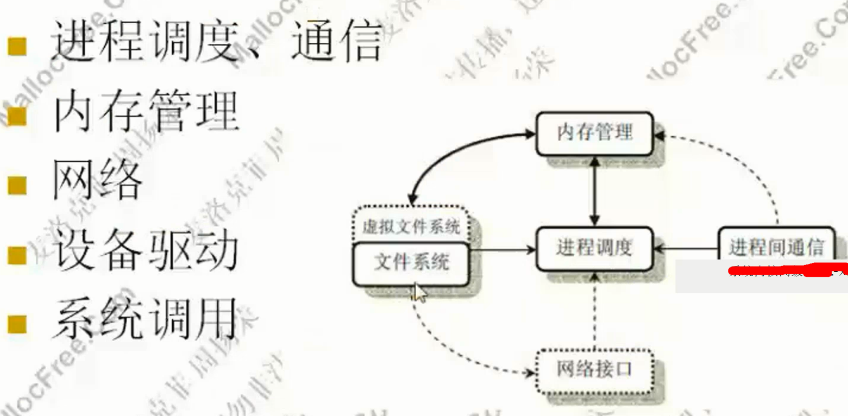 进程调度、通信
内存管理
网络
设备驱动
系统调用
内存管理
虚拟文件系统
文件系统
进程调度
进程间通信
网络接口